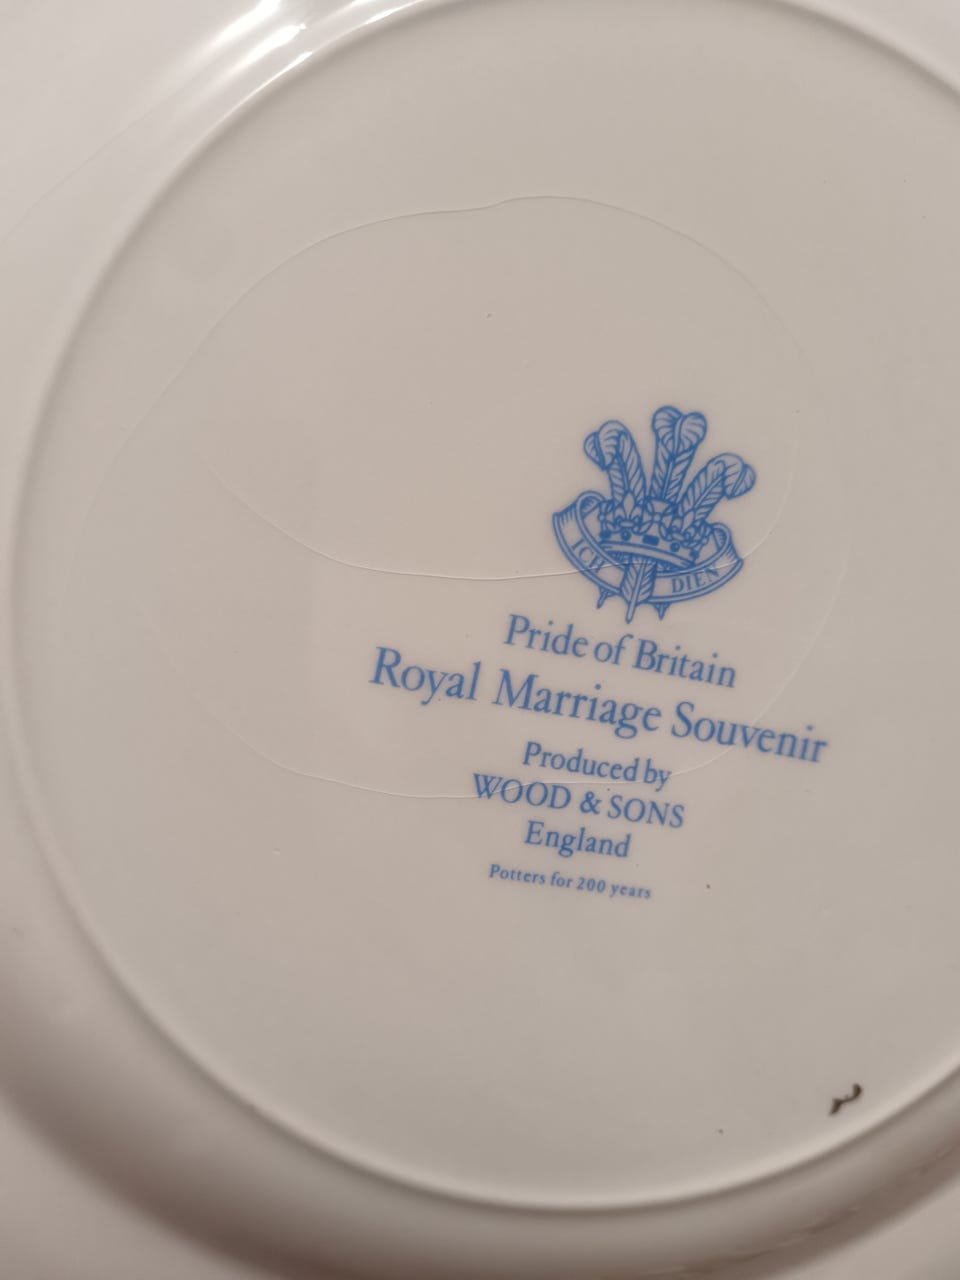 ICH DIEN
Pride of Britain
Royal Marriage Souvenir
Produced by
WOOD & SONS
England
Potters for 200 years